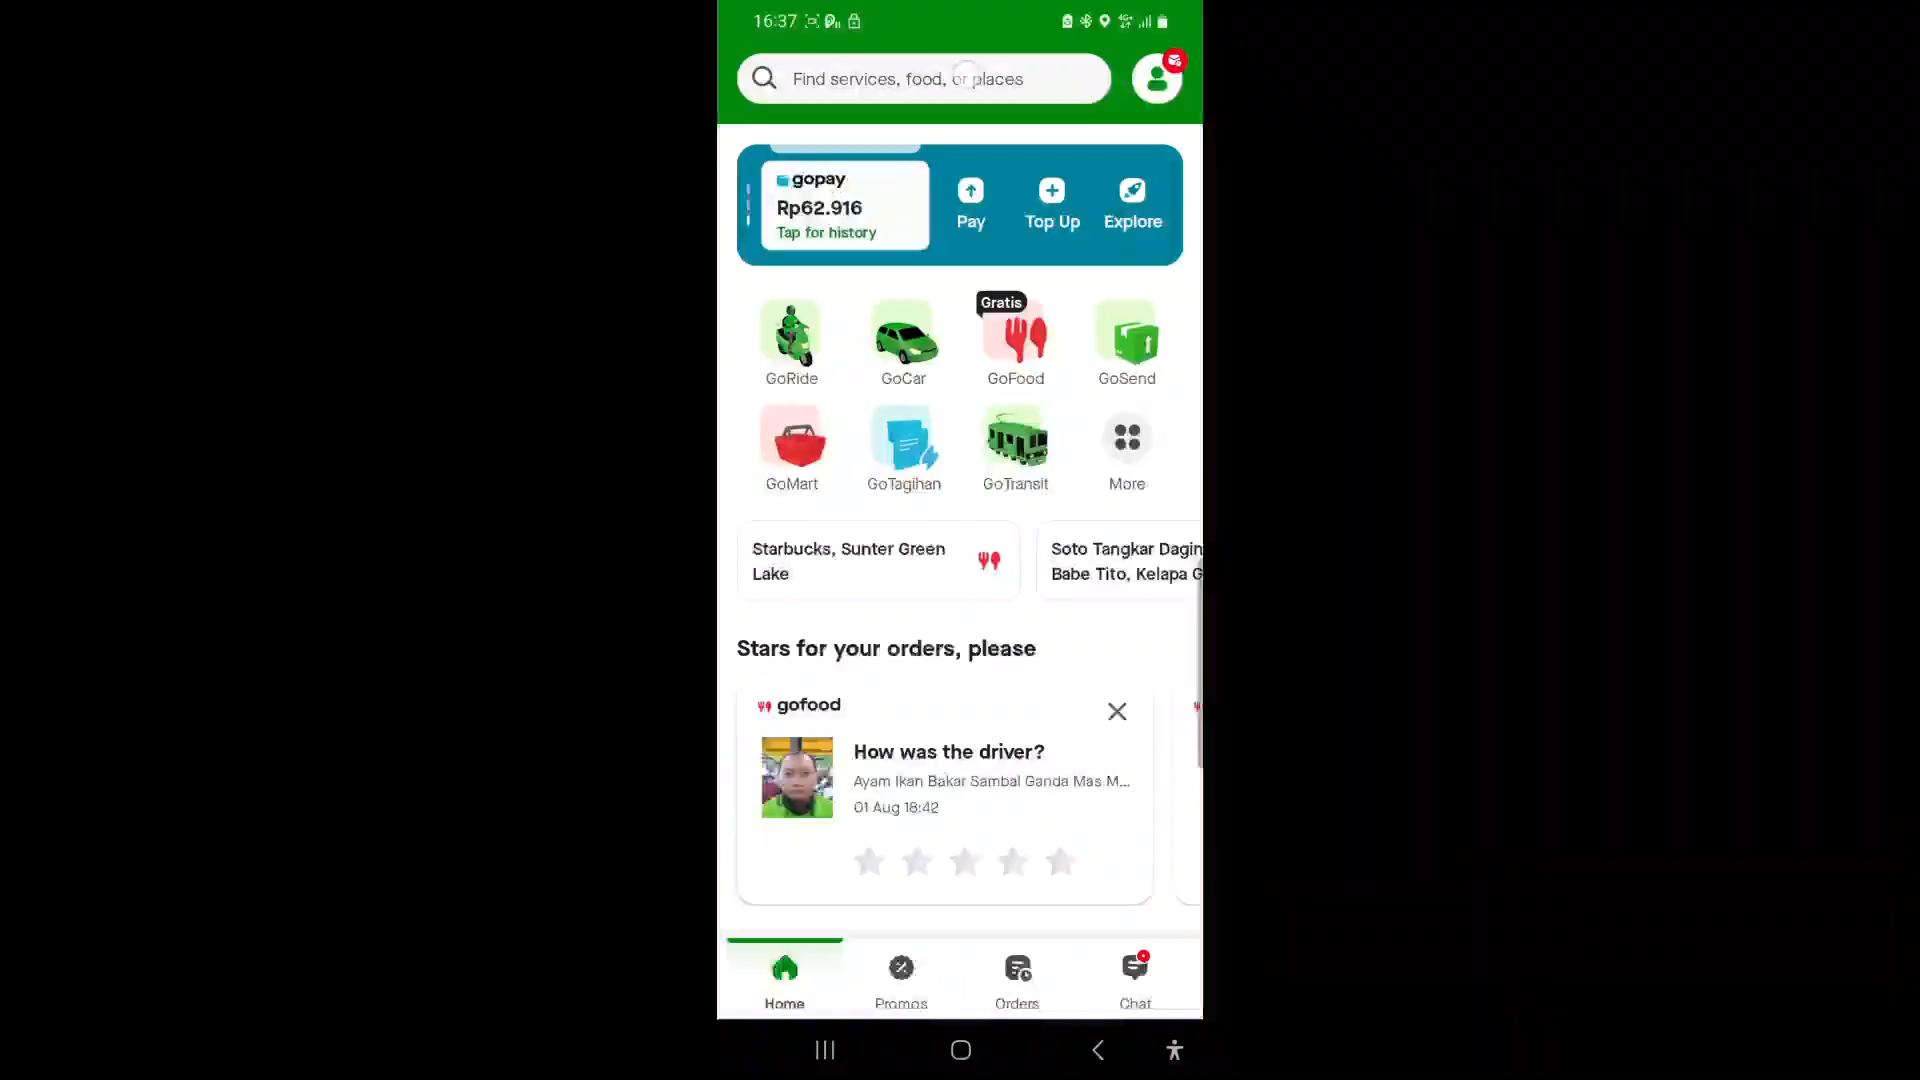 16:37
Find services, food, or places
gopay
Rp62.916
Tap for history
Pay
Top Up
Explore
Gratis
GoRide
GoCar
GoFood
GoSend
GoMart
GoTagihan
GoTransit
More
Starbucks, Sunter Green
Lake
Soto Tangkar Dagin
Babe Tito, Kelapa G
Stars for your orders, please
gofood
How was the driver?
Ayam Ikan Bakar Sambal Ganda Mas M...
01 Aug 18:42
Home
Promos
Orders
Chat